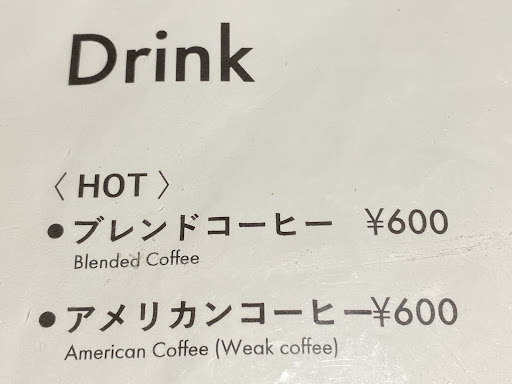 Drink
〈 HOT 〉
●ブレンドコーヒー ¥600
Blended Coffee
●アメリカンコーヒー¥600
American Coffee (Weak coffee)